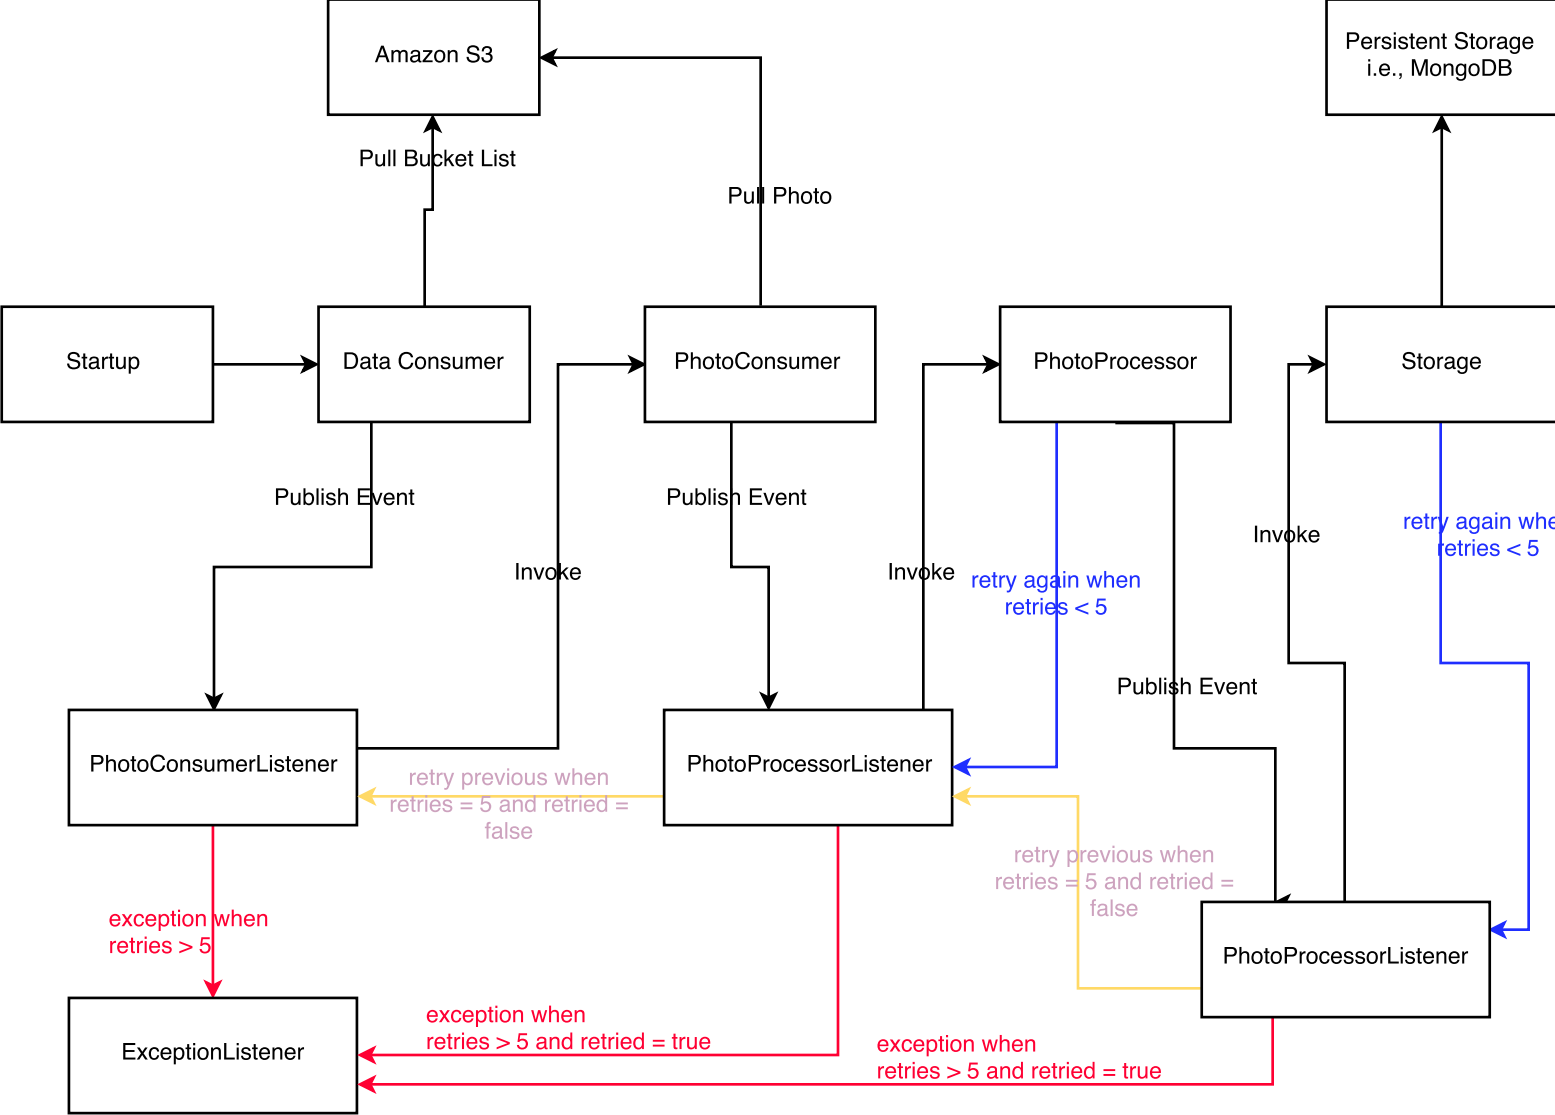 Amazon S3
Persistent Storage
i.e., MongoDB
Pull Bucket List
Pull Photo
Startup
Data Consumer
PhotoConsumer
PhotoProcessor
Storage
Publish Event
Publish Event
Invoke
Invoke
retry again when
retries < 5
Invoke
retry again whe
retries < 5
Publish Event
PhotoConsumerListener
retry previous when
retries = 5 and retried =
false
PhotoProcessorListener
retry previous when
retries = 5 and retried =
false
exception when
retries > 5
PhotoProcessorListener
ExceptionListener
exception when
retries > 5 and retried = true
exception when
retries > 5 and retried = true